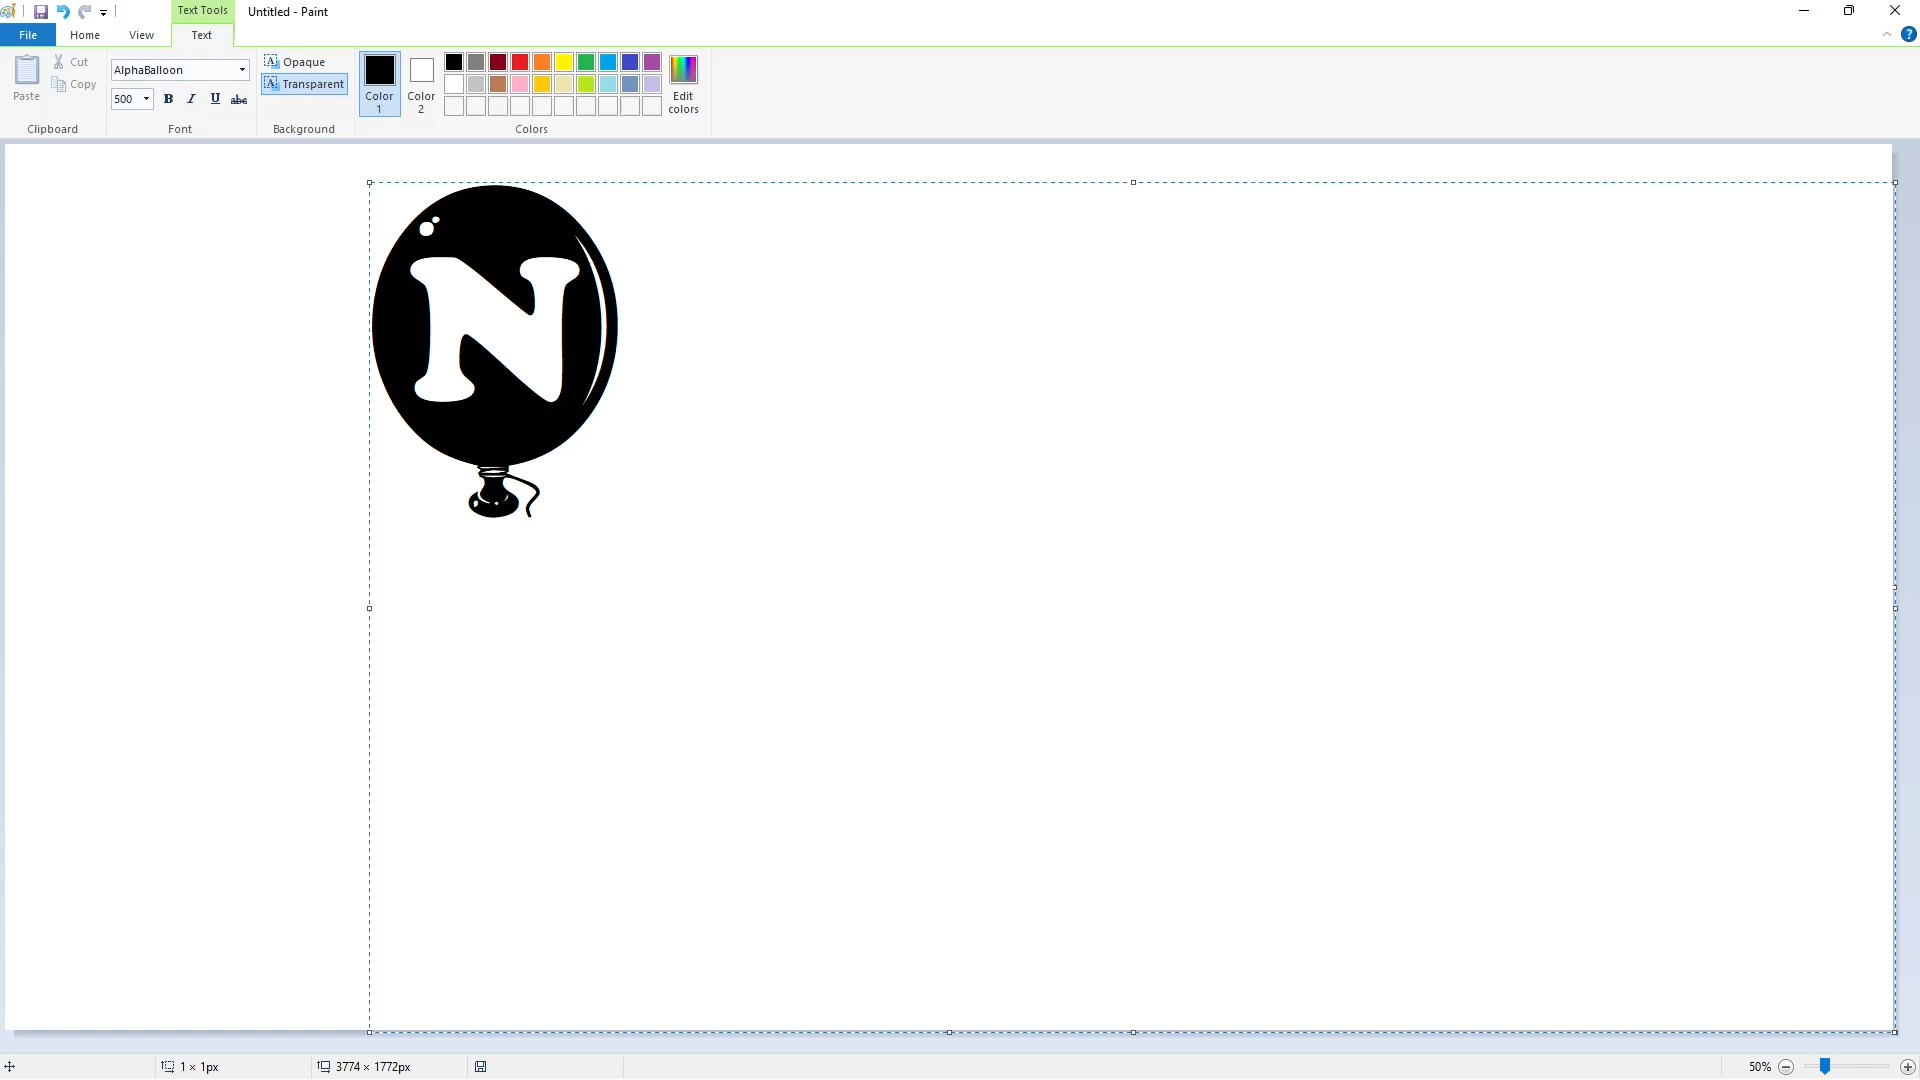 Text Tools
Untitled - Paint
File
Home
View
Text
Paste
Cut
Copy
Clipboard
AlphaBalloon
500
B
I
U
abc
Font
A
Opaque
A
Transparent
Background
Color
1
Color
2
Edit
colors
Colors
N
1 × 1px
3774 × 1772px
50%